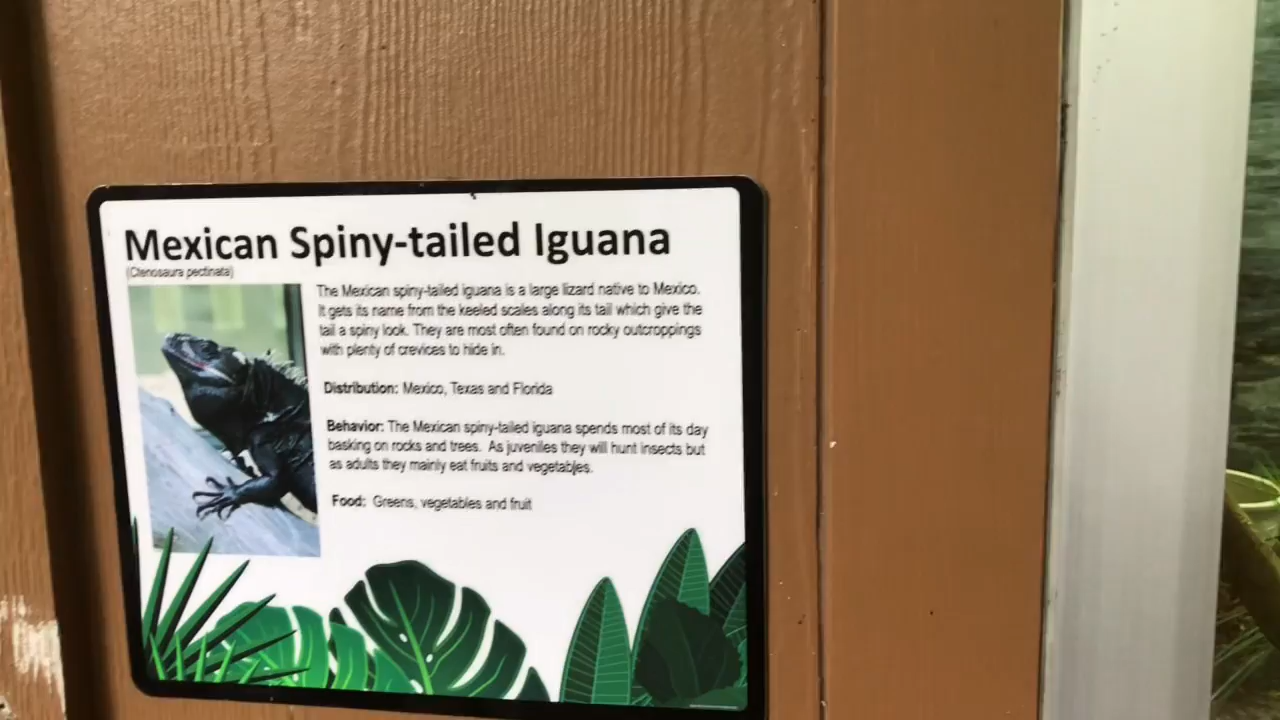 Mexican Spiny-tailed Iguana
(Ctenosaura pectinata)
The Mexican spiny-tailed iguana is a large lizard native to Mexico.
It gets its name from the keeled scales along its tail which give the
tail a spiny look. They are most often found on rocky outcroppings
with plenty of crevices to hide in.
Distribution: Mexico, Texas and Florida
Behavior: The Mexican spiny-tailed iguana spends most of its day
basking on rocks and trees. As juveniles they will hunt insects but
as adults they mainly eat fruits and vegetables.
Food: Greens, vegetables and fruit